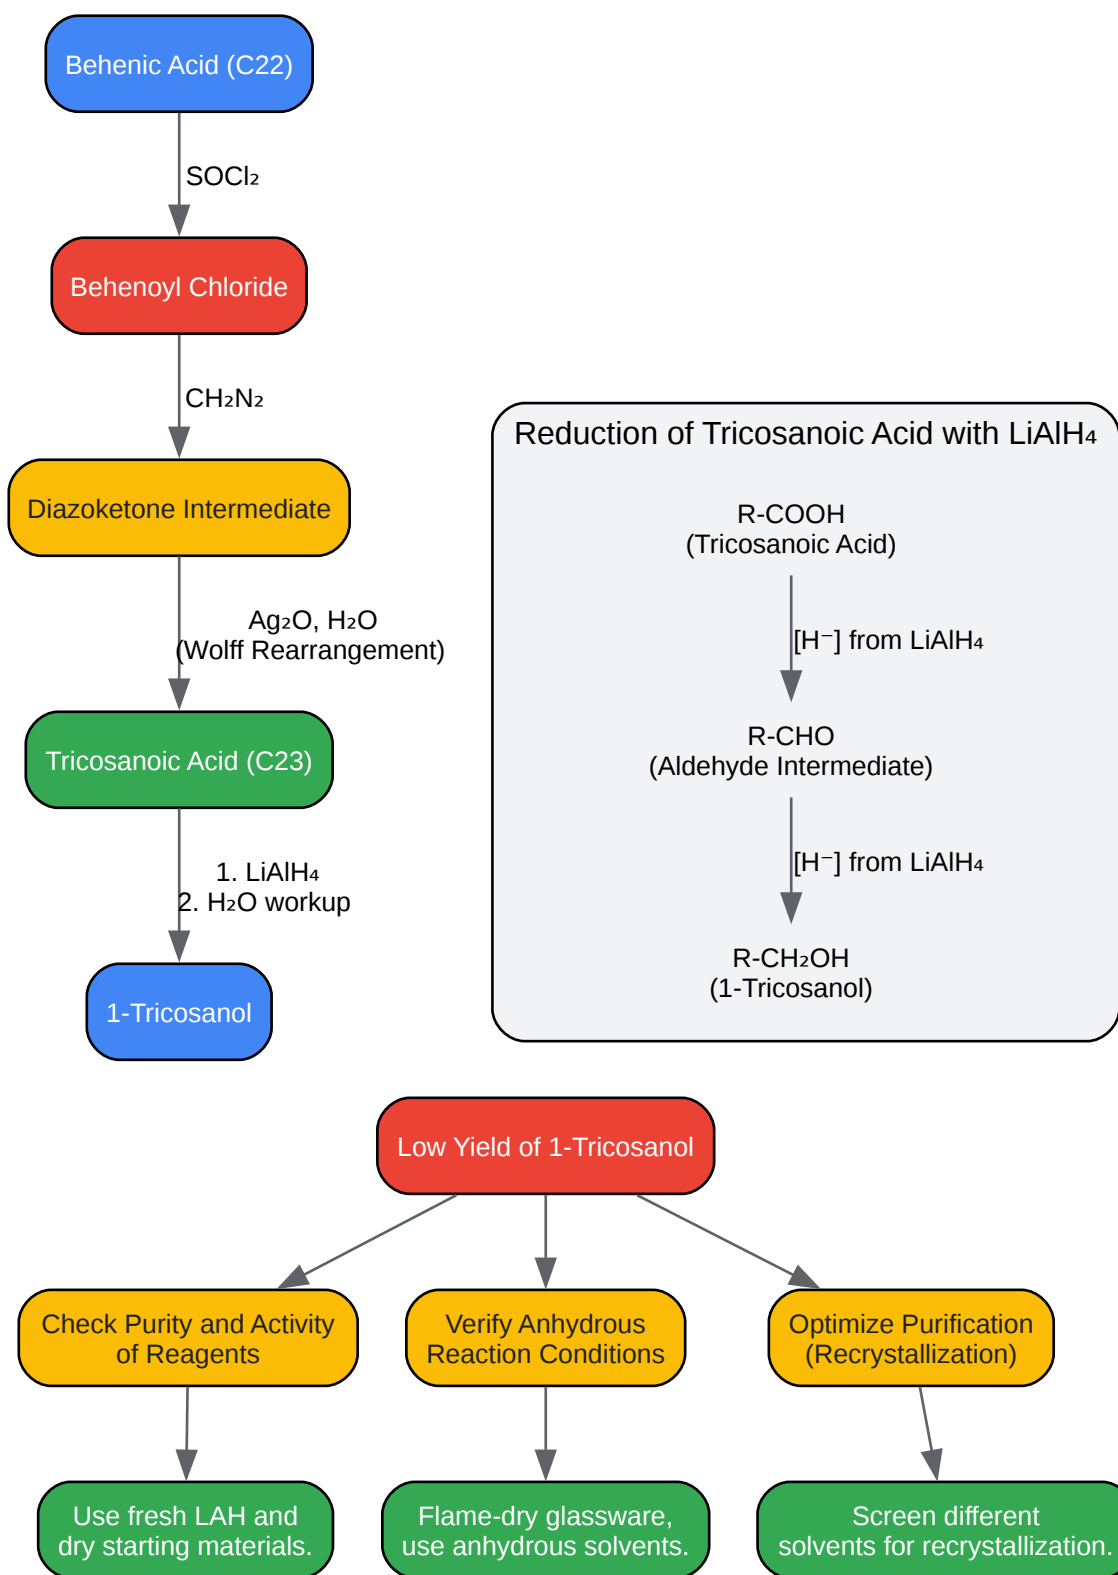 Behenic Acid (C22)
SOCl₂
Behenoyl Chloride
CH₂N₂
Diazoketone Intermediate
Ag₂O, H₂O
(Wolff Rearrangement)
Tricosanoic Acid (C23)
1. LiAlH₄
2. H₂O workup
1-Tricosanol
Reduction of Tricosanoic Acid with LiAlH₄
R-COOH
(Tricosanoic Acid)
[H⁻] from LiAlH₄
R-CHO
(Aldehyde Intermediate)
[H⁻] from LiAlH₄
R-CH₂OH
(1-Tricosanol)
Low Yield of 1-Tricosanol
Check Purity and Activity
of Reagents
Verify Anhydrous
Reaction Conditions
Optimize Purification
(Recrystallization)
Use fresh LAH and
dry starting materials.
Flame-dry glassware,
use anhydrous solvents.
Screen different
solvents for recrystallization.